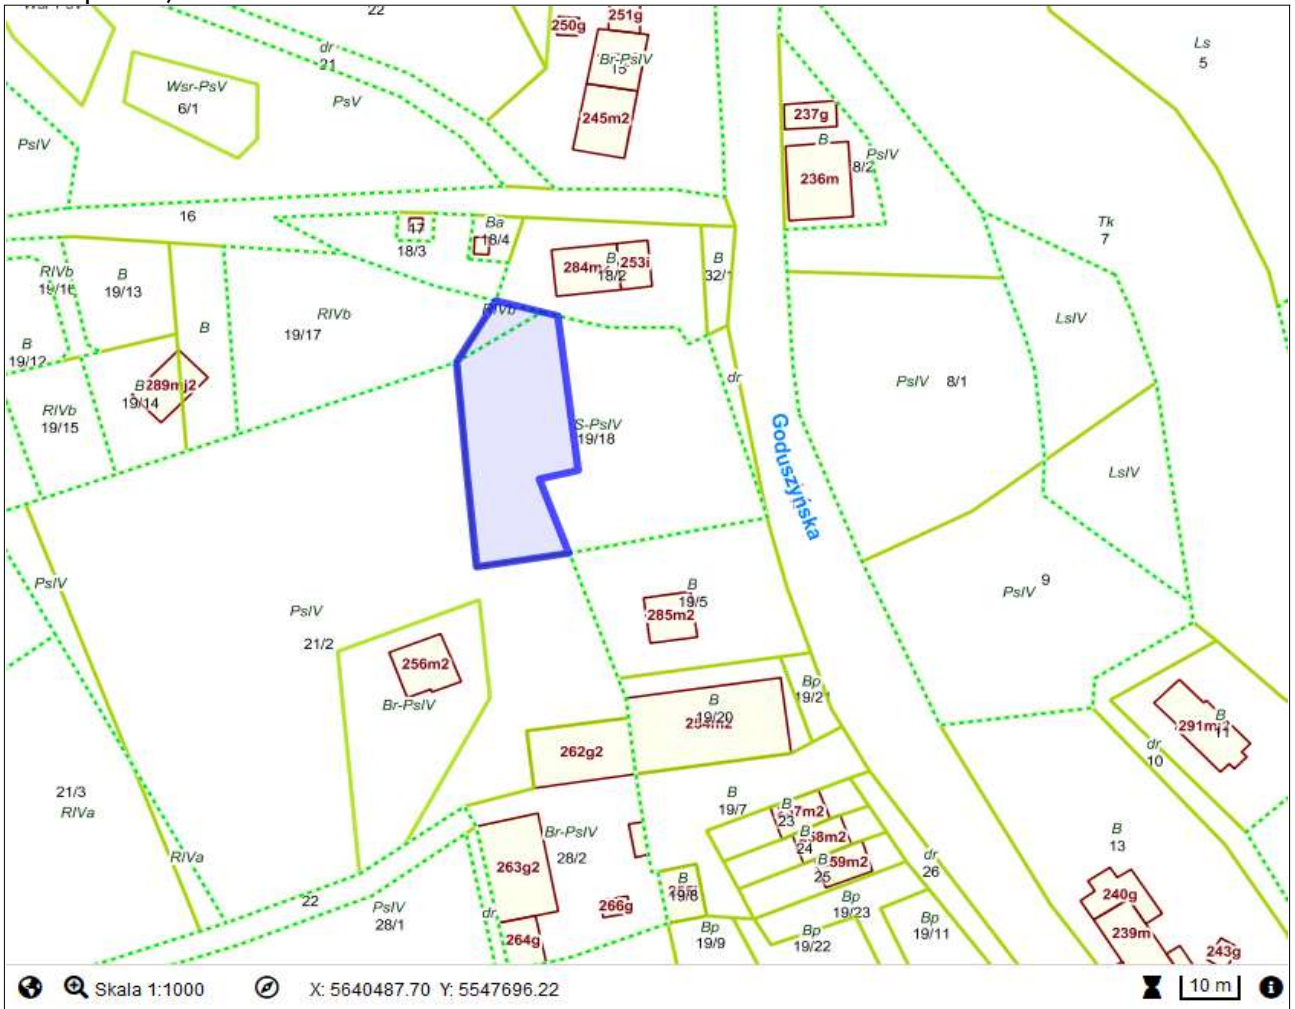 22
251g
250g
Ls
5
dr
21
Br-PsIV
15
Wsr-PsV
6/1
PsV
237g
245m2
B
PsIV
8/2
PsIV
236m
16
17
Ba
18/4
18/3
Tk
7
B
18/2
284m
253i
B
32/1
RIVb
19/16
B
19/13
RIVb
19/17
B
RIVb
LsIV
B
19/12
B
289mj2
19/14
dr
PsIV
8/1
RIVb
19/15
S-PsIV
19/18
Goduszyńska
LsIV
PsIV
9
PsIV
B
19/5
285m2
PsIV
21/2
256m2
Br-PsIV
Bp
19/21
B
19/20
262g2
B
11
dr
10
21/3
RIVa
B
19/7
B
23
B
24
B
25
59m2
Br-PsIV
28/2
B
13
RIVa
263g2
dr
26
B
19/8
240g
22
PsIV
28/1
266g
dr
Bp
19/23
Bp
19/9
Bp
19/22
Bp
19/11
264g
239m
243g
Skala 1:1000
X: 5640487.70 Y: 5547696.22
10 m